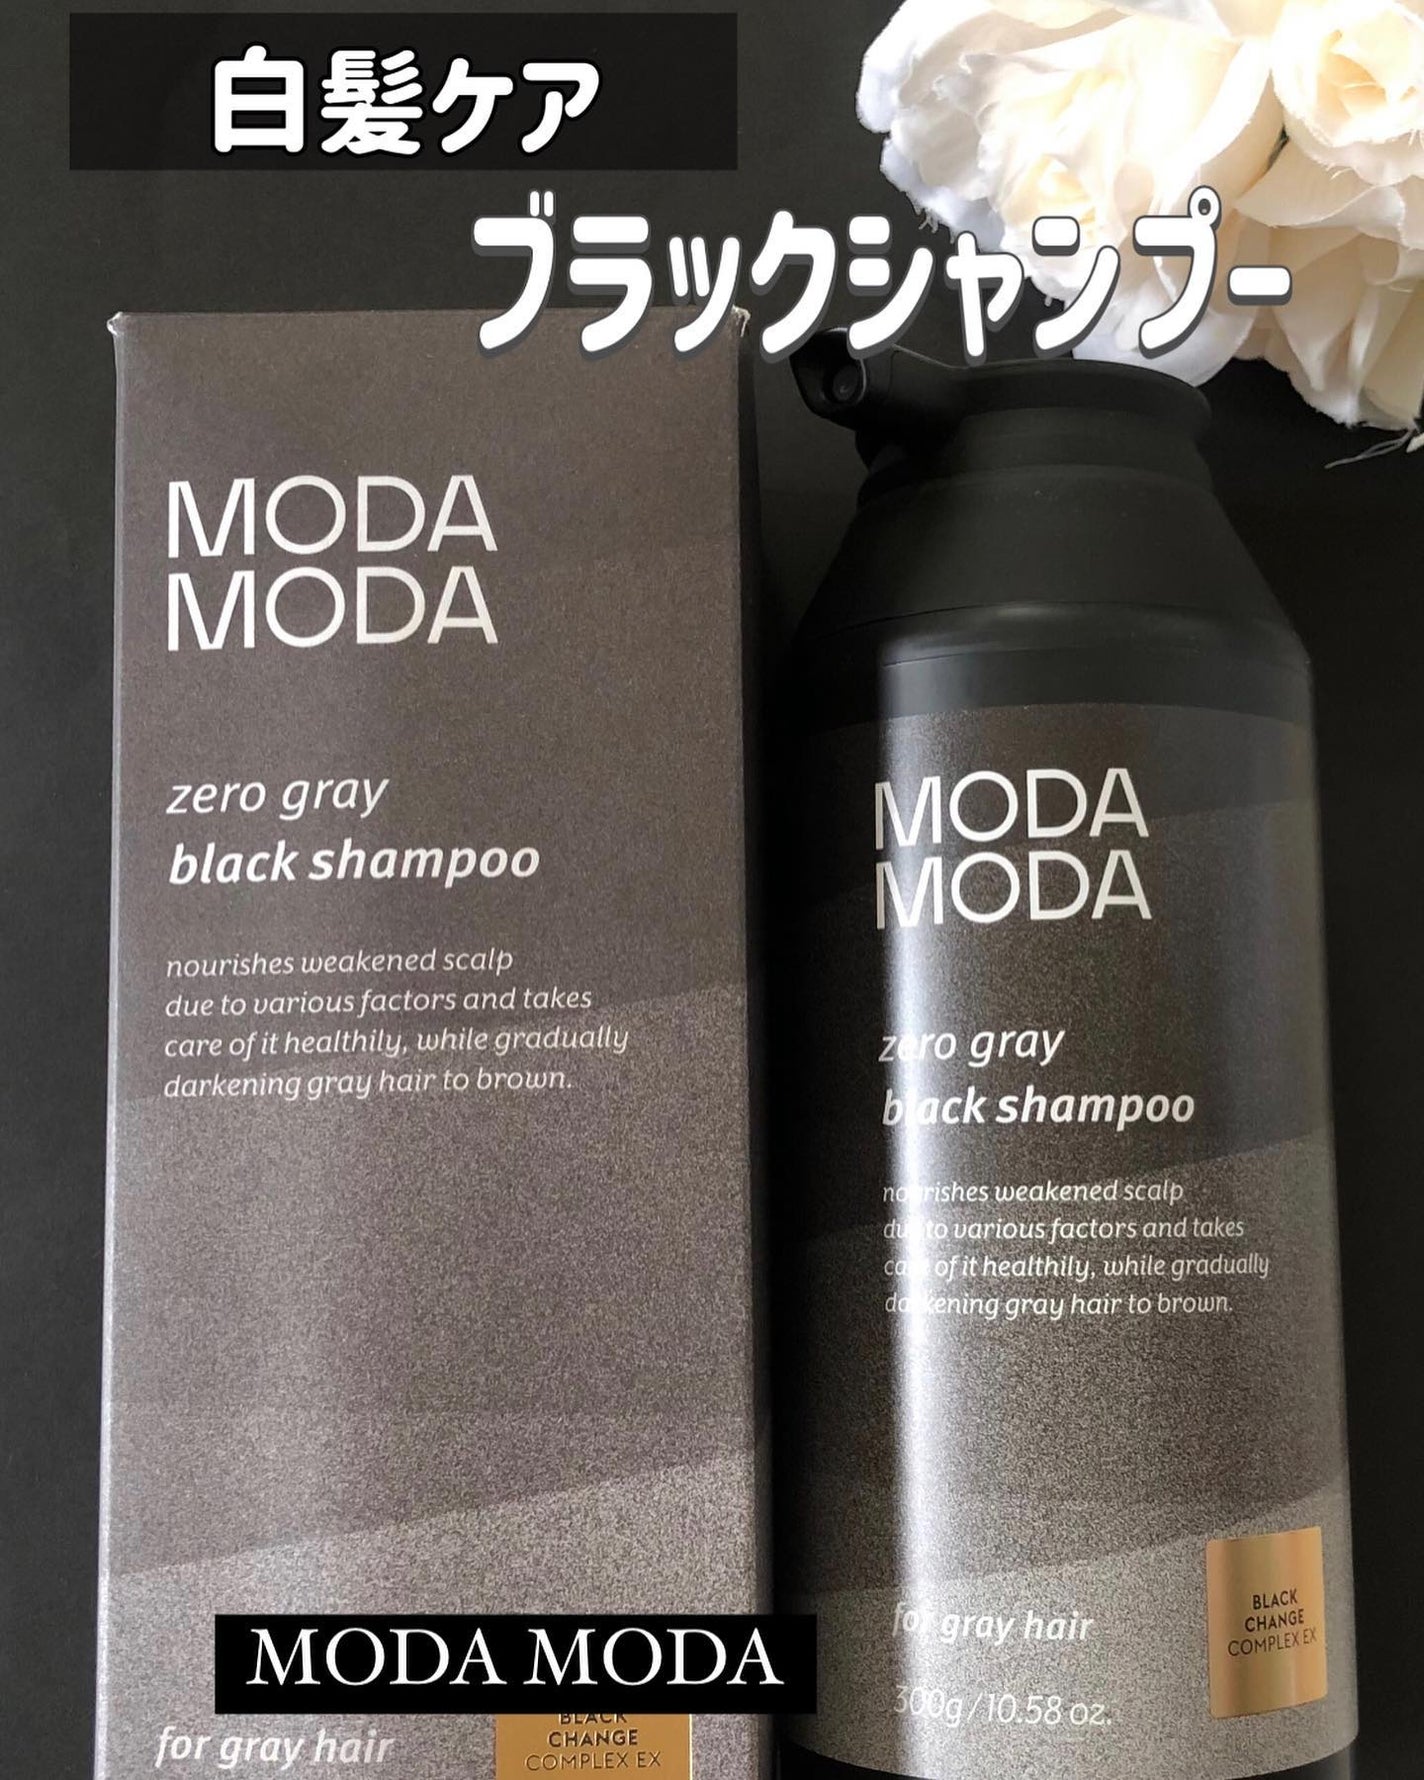 白髪ケア
ブラックシャンプー
MODA
MODA
zero gray
black shampoo
nourishes weakened scalp
due to various factors and takes
care of it healthily, while gradually
darkening gray hair to brown.
MODA MODA
for gray hair
BLACK
CHANGE
COMPLEX EX
MODA
MODA
zero gray
black shampoo
nourishes weakened scalp
due to various factors and takes
care of it healthily, while gradually
darkening gray hair to brown.
for gray hair
300g/10.58 oz.
BLACK
CHANGE
COMPLEX EX